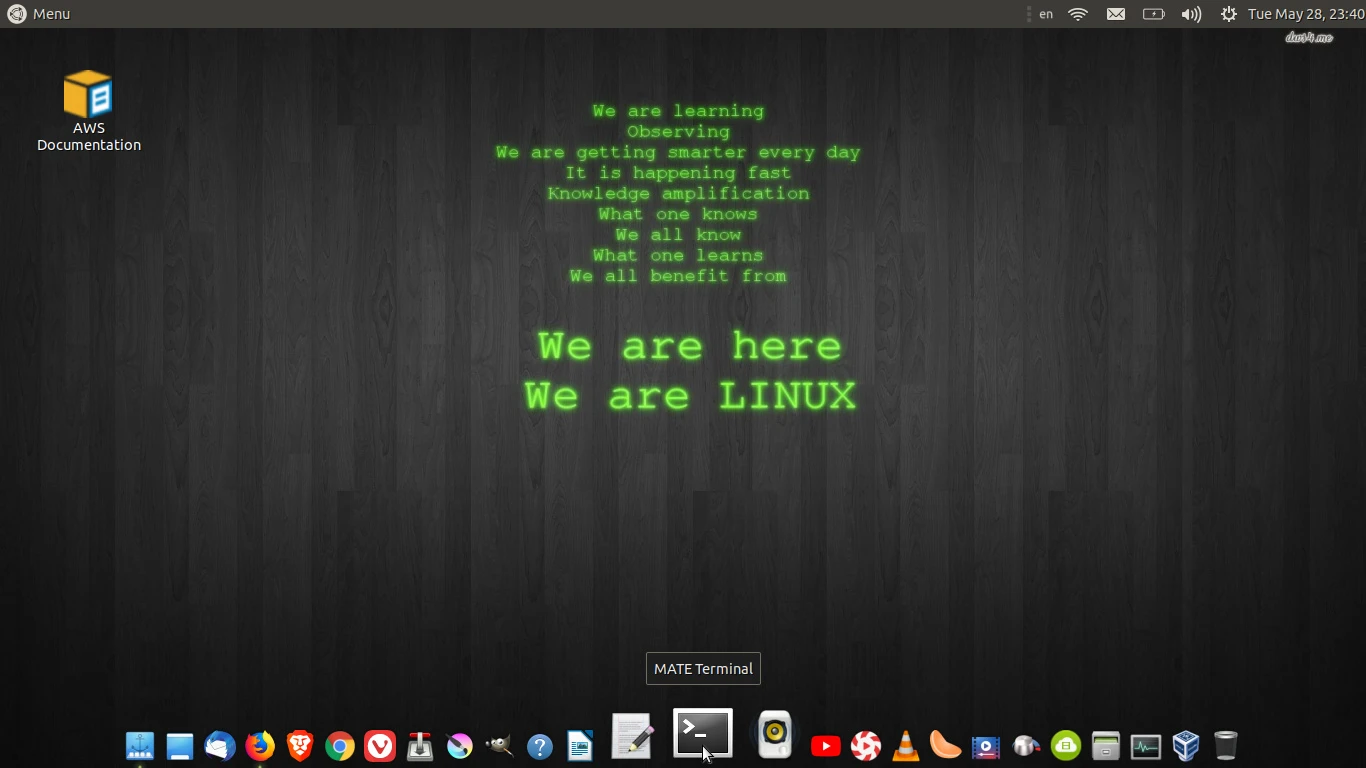 Menu
en
Tue May 28, 23:40
AWS
Documentation
We are learning
Observing
We are getting smarter every day
It is happening fast
Knowledge amplification
What one knows
We all know
What one learns
We all benefit from
We are here
We are LINUX
MATE Terminal